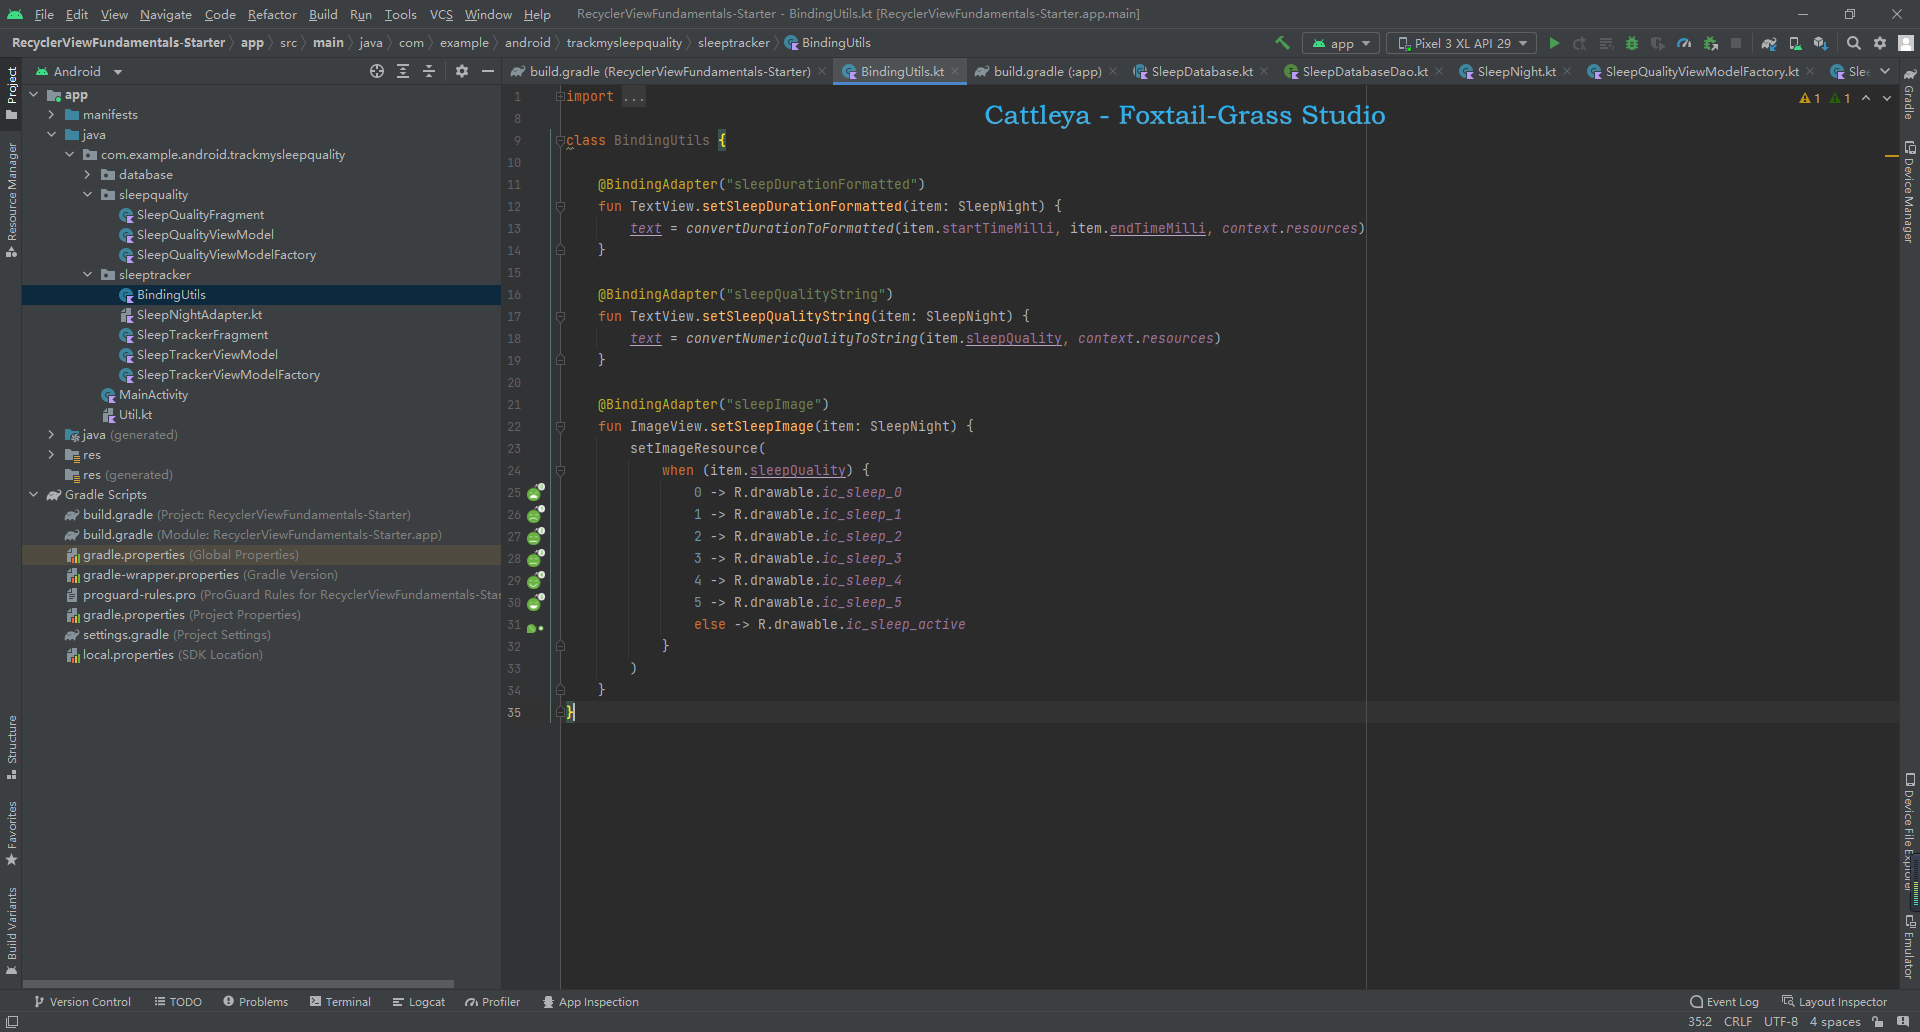 File Edit View Navigate Code Refactor Build Run Tools VCS Window Help RecyclerViewFundamentals-Starter - BindingUtils.kt [RecyclerViewFundamentals-Starter.app.main]
RecyclerViewFundamentals-Starter app src main java com example android trackmysleepquality sleeptracker BindingUtils app Pixel 3 XL API 29
Project
Resource Manager
Structure
Favorites
Build Variants
Android
app
manifests
java
com.example.android.trackmysleepquality
database
sleepquality
SleepQualityFragment
SleepQualityViewModel
SleepQualityViewModelFactory
sleeptracker
BindingUtils
SleepNightAdapter.kt
SleepTrackerFragment
SleepTrackerViewModel
SleepTrackerViewModelFactory
MainActivity
Util.kt
java (generated)
res
res (generated)
Gradle Scripts
build.gradle (Project: RecyclerViewFundamentals-Starter)
build.gradle (Module: RecyclerViewFundamentals-Starter.app)
gradle.properties (Global Properties)
gradle-wrapper.properties (Gradle Version)
proguard-rules.pro (ProGuard Rules for RecyclerViewFundamentals-Star
gradle.properties (Project Properties)
settings.gradle (Project Settings)
local.properties (SDK Location)
build.gradle (RecyclerViewFundamentals-Starter) BindingUtils.kt build.gradle (:app) SleepDatabase.kt SleepDatabaseDao.kt SleepNight.kt SleepQualityViewModelFactory.kt Sle
1 import ...
Cattleya - Foxtail-Grass Studio
1 1
8
9 class BindingUtils {
10
11 @BindingAdapter("sleepDurationFormatted")
12 fun TextView.setSleepDurationFormatted(item: SleepNight) {
13 text = convertDurationToFormatted(item.startTimeMilli, item.endTimeMilli, context.resources)
14 }
15
16 @BindingAdapter("sleepQualityString")
17 fun TextView.setSleepQualityString(item: SleepNight) {
18 text = convertNumericQualityToString(item.sleepQuality, context.resources)
19 }
20
21 @BindingAdapter("sleepImage")
22 fun ImageView.setSleepImage(item: SleepNight) {
23 setImageResource(
24 when (item.sleepQuality) {
25 0 -> R.drawable.ic_sleep_0
26 1 -> R.drawable.ic_sleep_1
27 2 -> R.drawable.ic_sleep_2
28 3 -> R.drawable.ic_sleep_3
29 4 -> R.drawable.ic_sleep_4
30 5 -> R.drawable.ic_sleep_5
31 else -> R.drawable.ic_sleep_active
32 }
33 )
34 }
35 }
Gradle
Device Manager
Device File Explorer
Emulator
Version Control TODO Problems Terminal Logcat Profiler App Inspection Event Log Layout Inspector
35:2 CRLF UTF-8 4 spaces